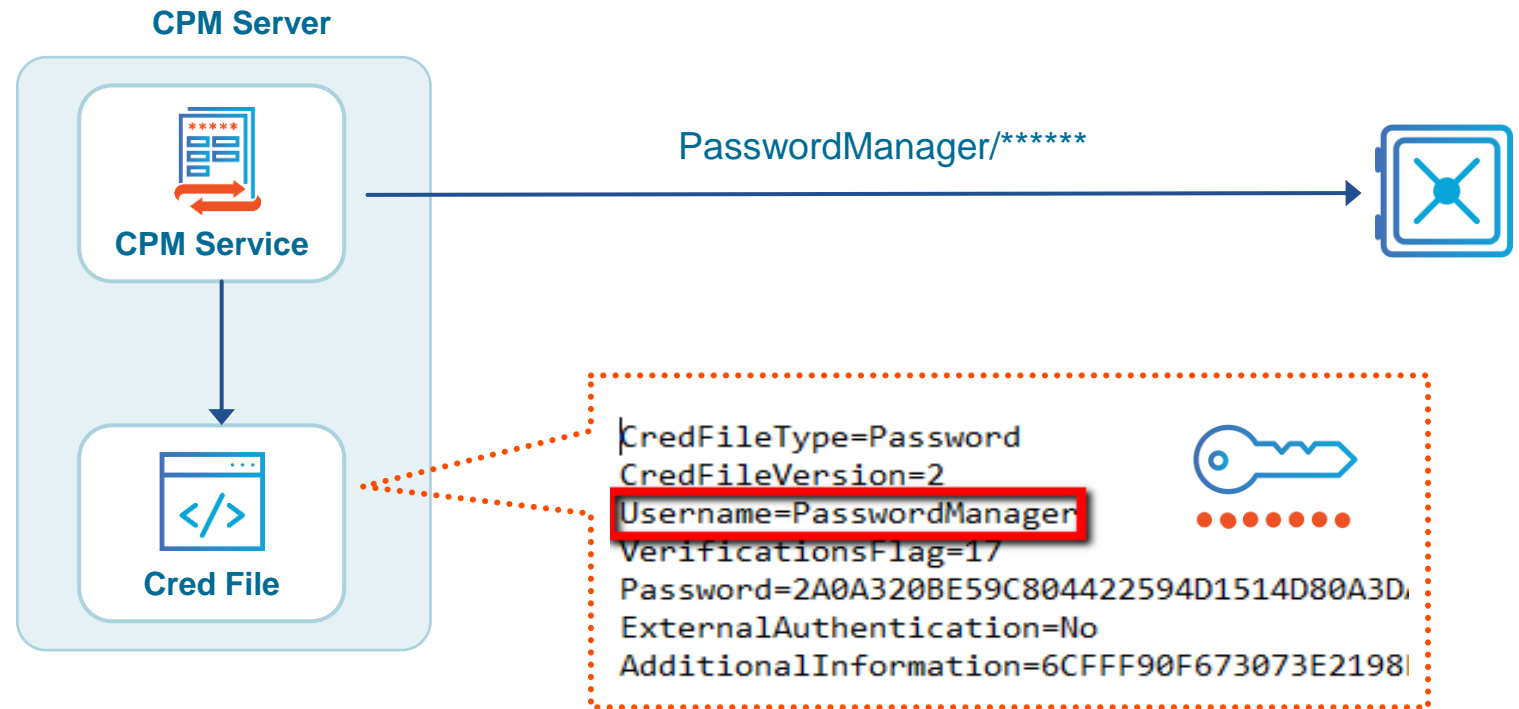 CPM Server
*****
CPM Service
PasswordManager/******
Cred File
</>
CredFileType=Password
CredFileVersion=2
Username=PasswordManager
VerificationsFlag=17
Password=2A0A320BE59C804422594D1514D80A3D
ExternalAuthentication=No
AdditionalInformation=6CFFF90F673073E2198